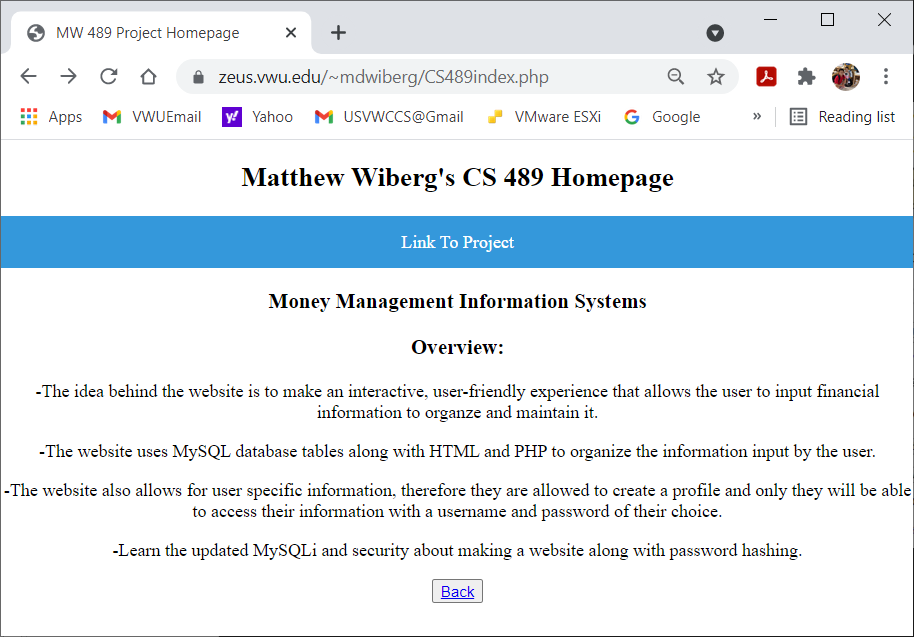 MW 489 Project Homepage
zeus.vwu.edu/~mdwiberg/CS489index.php
Apps VWUEmail Yahoo USVWCCS@Gmail VMware ESXi Google » Reading list
Matthew Wiberg's CS 489 Homepage
Link To Project
Money Management Information Systems
Overview:
-The idea behind the website is to make an interactive, user-friendly experience that allows the user to input financial
information to organze and maintain it.
-The website uses MySQL database tables along with HTML and PHP to organize the information input by the user.
-The website also allows for user specific information, therefore they are allowed to create a profile and only they will be able
to access their information with a username and password of their choice.
-Learn the updated MySQLi and security about making a website along with password hashing.
Back